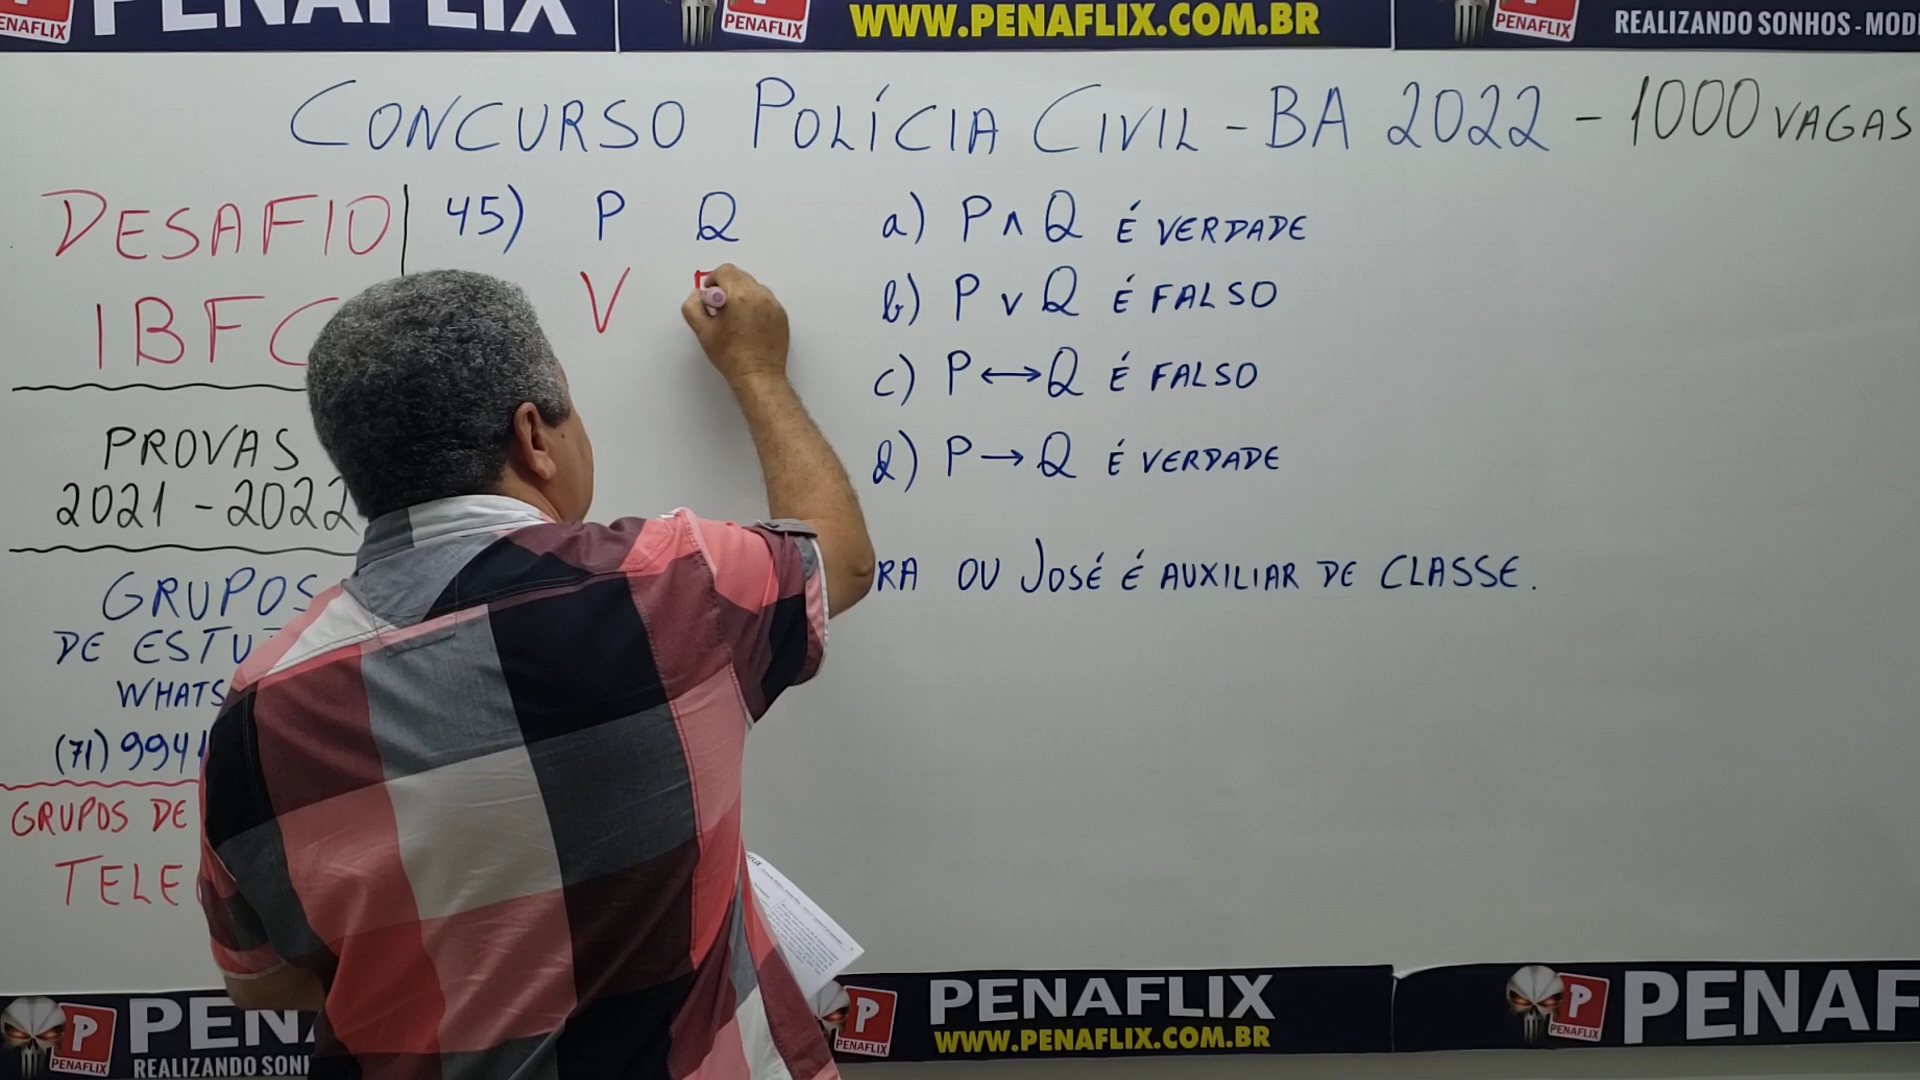 PENAFLIX PENAFLIX PENAFLIX WWW.PENAFLIX.COM.BR PENAFLIX REALIZANDO SONHOS - MOD
CONCURSO POLÍCIA CIVIL - BA 2022 - 1000 VAGAS
DESAFIO
IBFC
PROVAS
2021 - 2022
GRUPOS
DE ESTU
WHATS
(71) 994
GRUPOS DE
TELE
45) P Q
V
a) P ∧ Q É VERDADE
b) P ∨ Q É FALSO
c) P ↔ Q É FALSO
d) P → Q É VERDADE
RA OU JOSÉ É AUXILIAR DE CLASSE.
P PENAFLIX PEN
REALIZANDO SON
P PENAFLIX PENAFLIX
WWW.PENAFLIX.COM.BR
P PENAFLIX PENAF